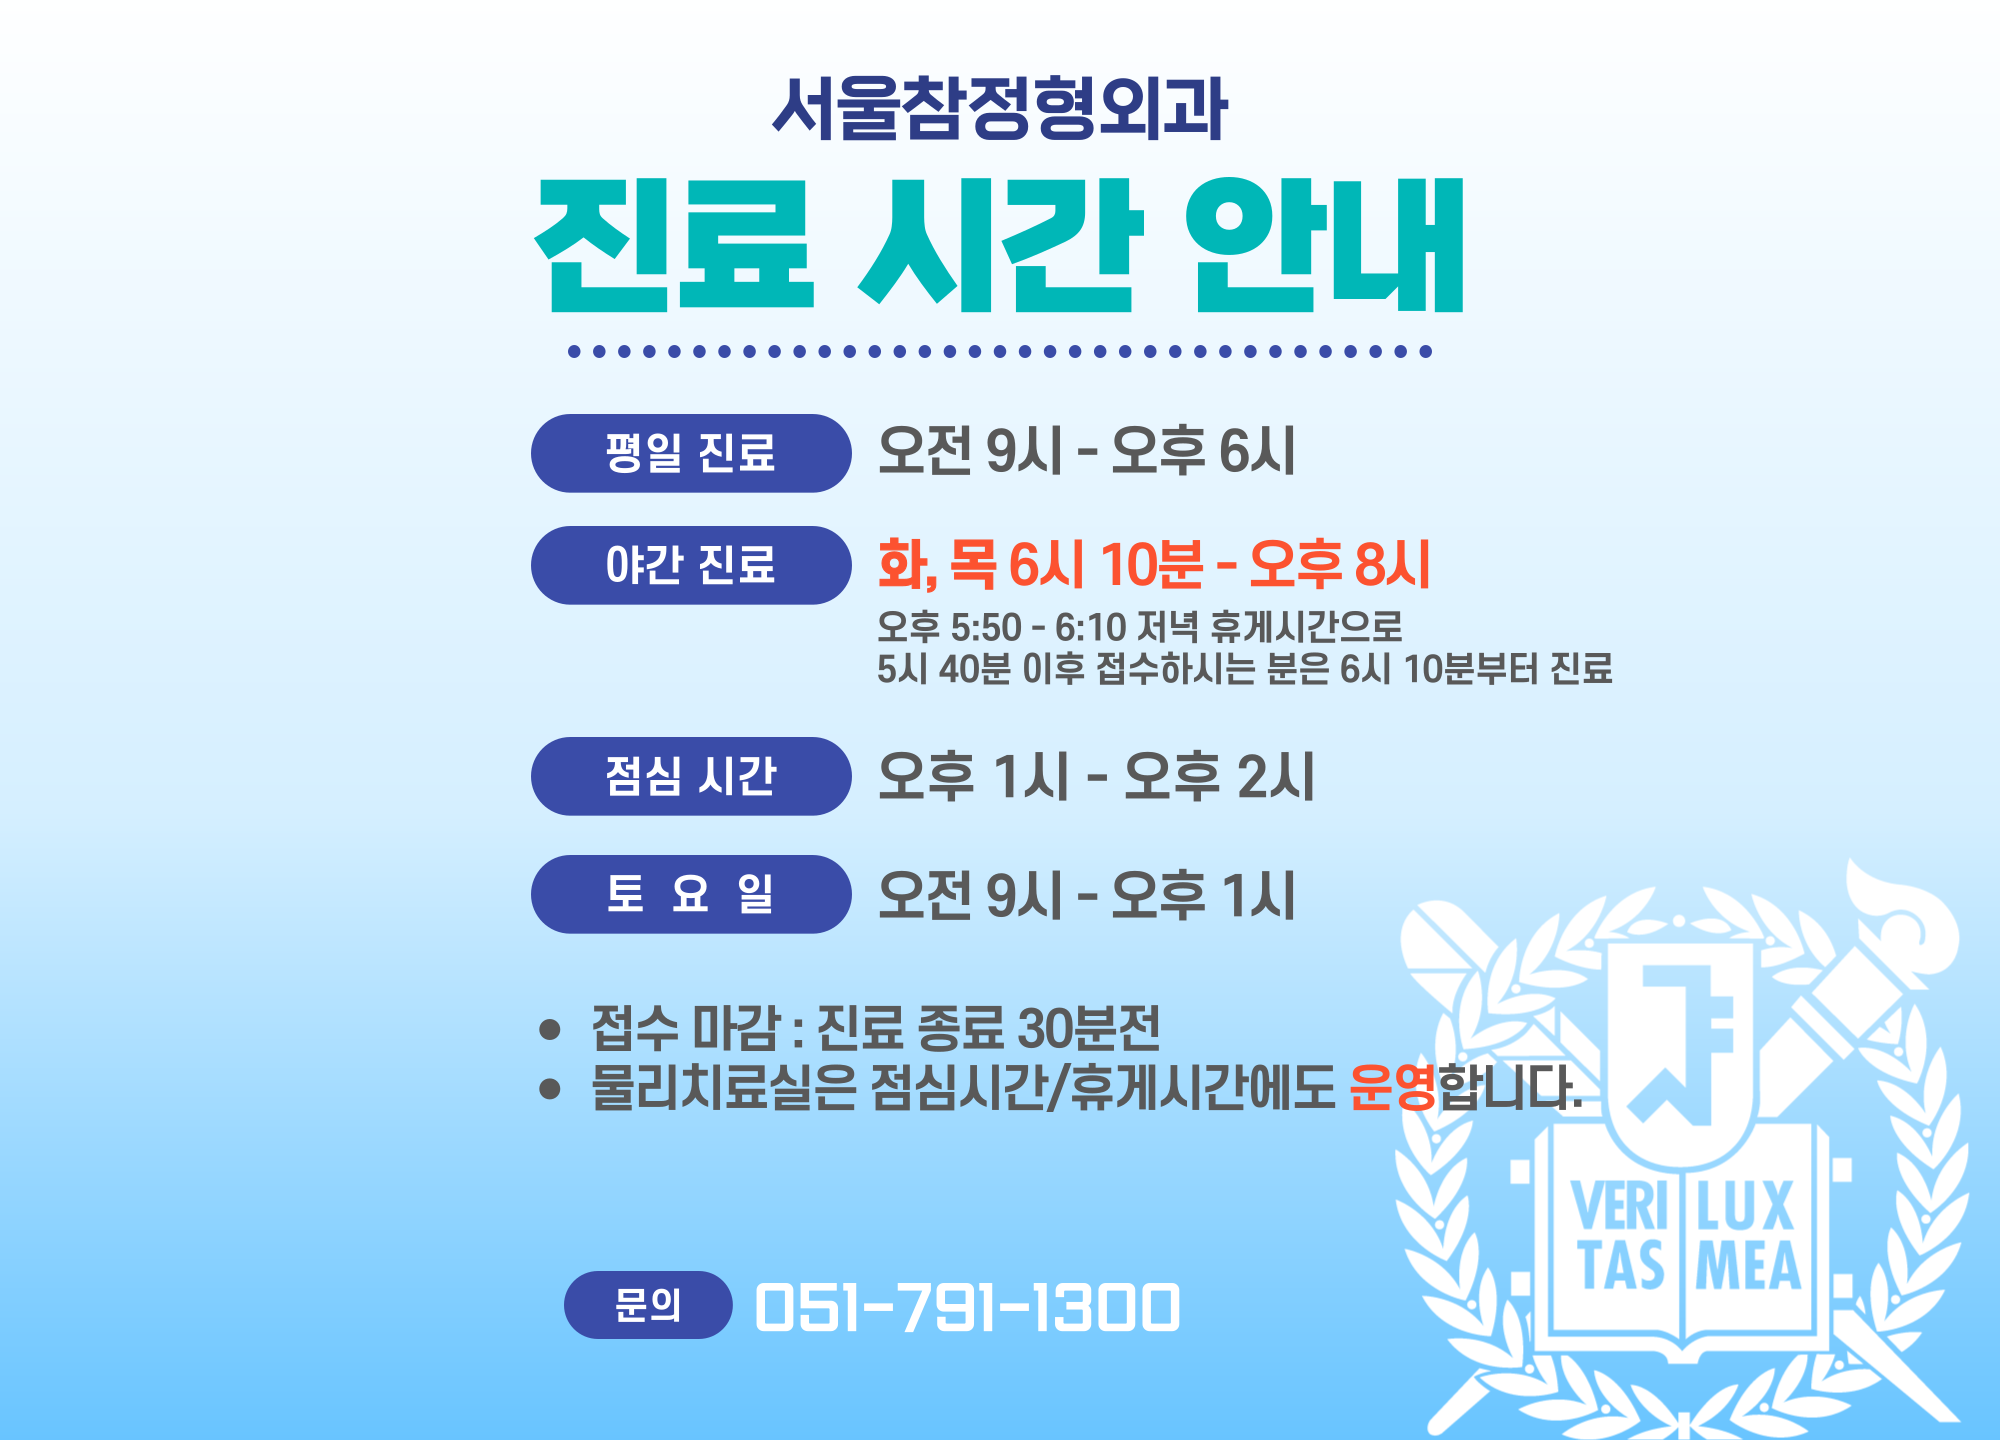 서울참정형외과
진료 시간 안내
평일 진료 오전 9시 - 오후 6시
야간 진료 화, 목 6시 10분 - 오후 8시
오후 5:50 - 6:10 저녁 휴게시간으로
5시 40분 이후 접수하시는 분은 6시 10분부터 진료
점심 시간 오후 1시 - 오후 2시
토 요 일 오전 9시 - 오후 1시
• 접수 마감 : 진료 종료 30분전
• 물리치료실은 점심시간/휴게시간에도 운영합니다.
VERI LUX
TAS MEA
문의 051-791-1300